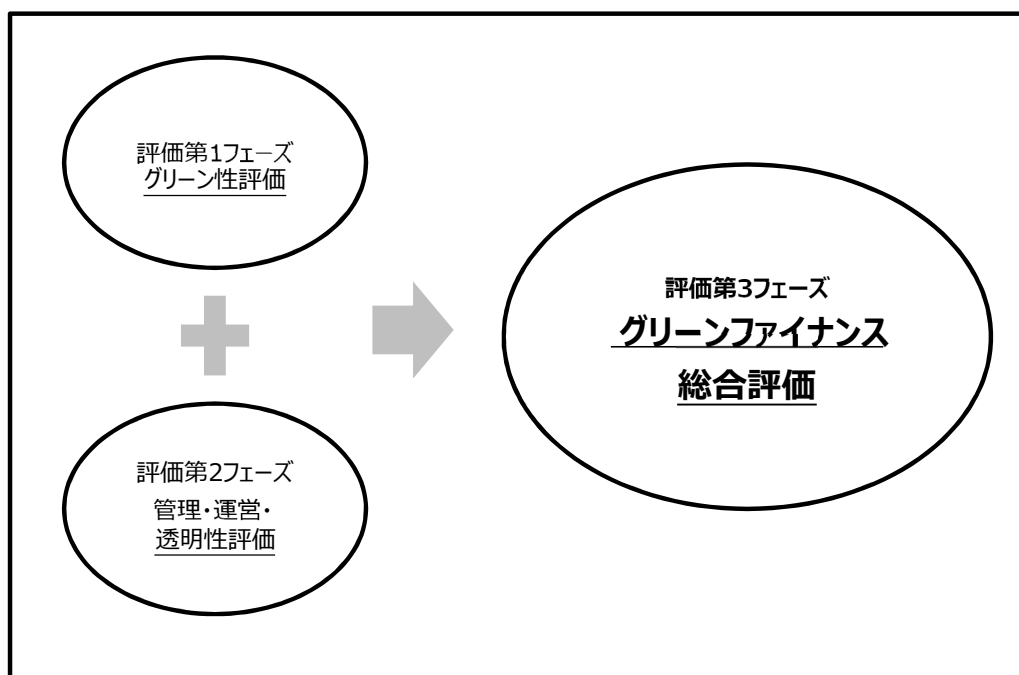 評価第1フェーズ
グリーン性評価
評価第2フェーズ
管理・運営・
透明性評価
評価第3フェーズ
グリーンファイナンス
総合評価